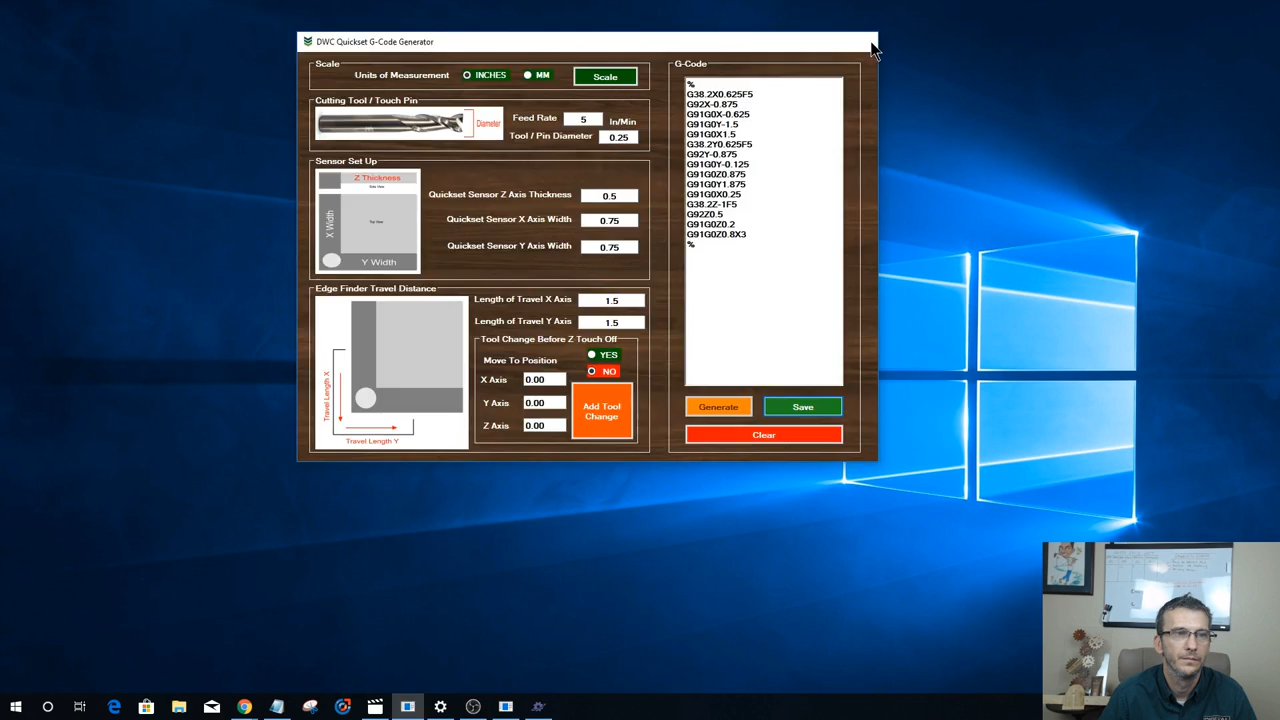 DWC Quickset G-Code Generator
Scale
Units of Measurement
INCHES
MM
Scale
Cutting Tool / Touch Pin
Diameter
Feed Rate
5
In/Min
Tool / Pin Diameter
0.25
Sensor Set Up
Z Thickness
Side View
X Width
Top View
Y Width
Quickset Sensor Z Axis Thickness
0.5
Quickset Sensor X Axis Width
0.75
Quickset Sensor Y Axis Width
0.75
Edge Finder Travel Distance
Travel Length X
Travel Length Y
Length of Travel X Axis
1.5
Length of Travel Y Axis
1.5
Tool Change Before Z Touch Off
Move To Position
YES
NO
X Axis
0.00
Y Axis
0.00
Z Axis
0.00
Add Tool
Change
G-Code
%
G38.2X0.625F5
G92X-0.875
G91G0X-0.625
G91G0Y-1.5
G91G0X1.5
G38.2Y0.625F5
G92Y-0.875
G91G0Y-0.125
G91G0Z0.875
G91G0Y1.875
G91G0X0.25
G38.2Z-1F5
G92Z0.5
G91G0Z0.2
G91G0Z0.8X3
%
Generate
Save
Clear